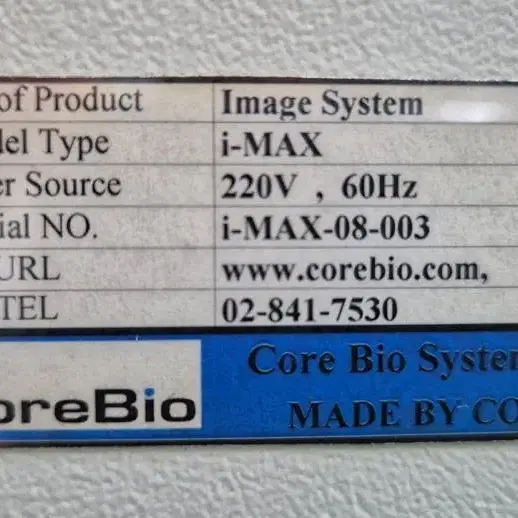 of Product Image System
del Type i-MAX
er Source 220V , 60Hz
ial NO. i-MAX-08-003
URL www.corebio.com,
TEL 02-841-7530
oreBio
Core Bio System
MADE BY CO